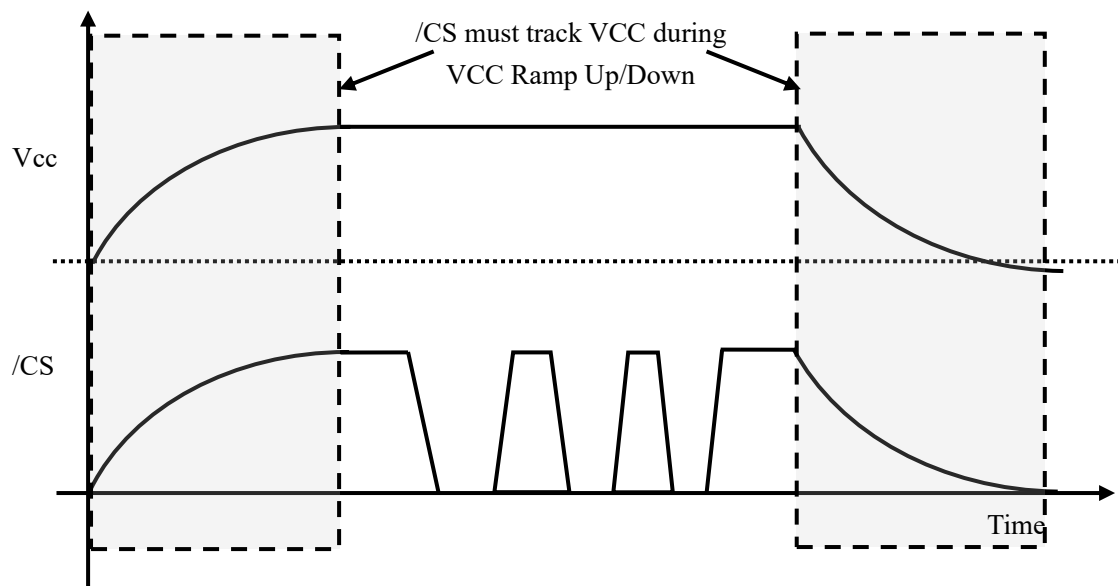 /CS must track VCC during
VCC Ramp Up/Down
Vcc
/CS
Time